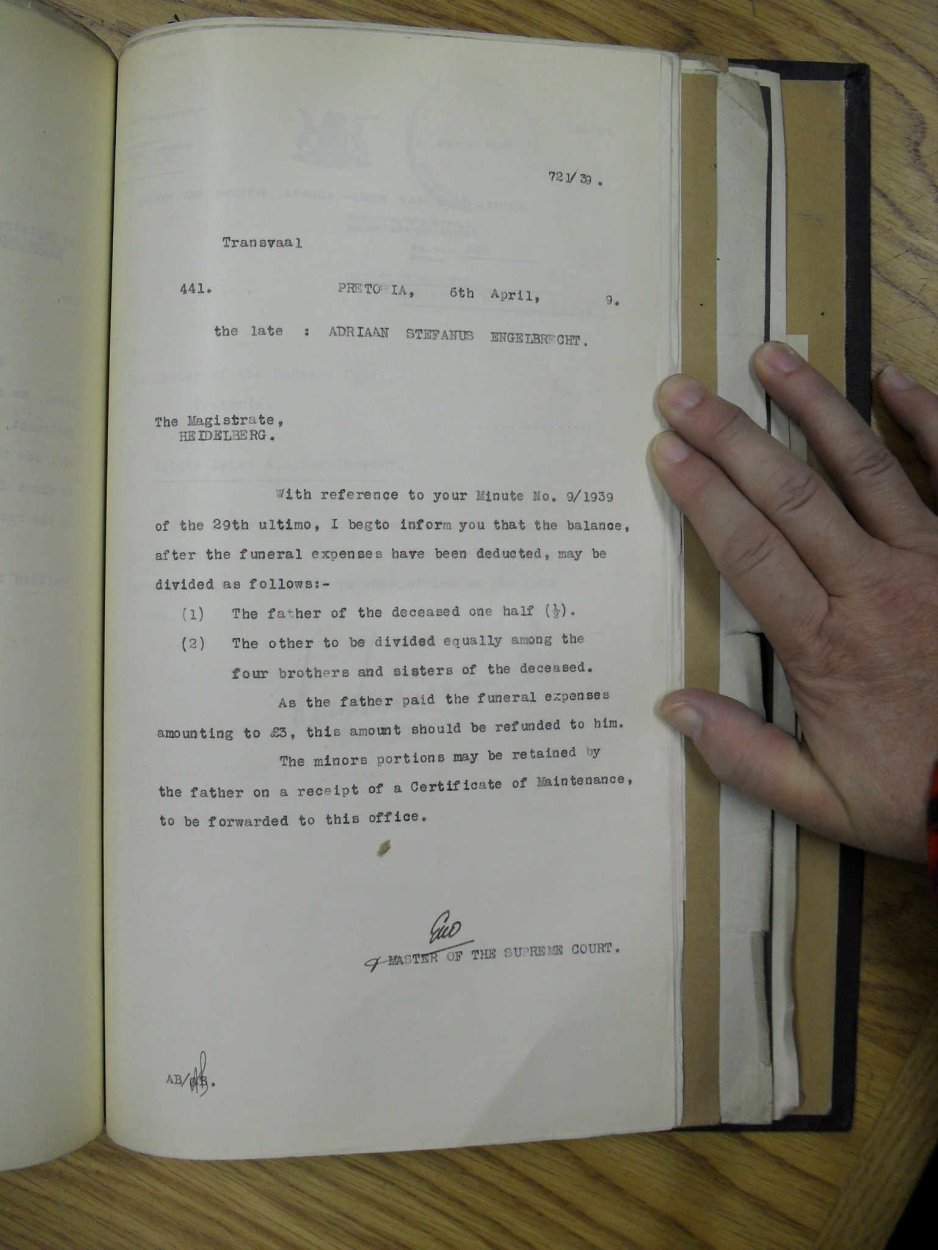 721/39.
Transvaal
441. PRETO IA, 6th April, 9.
the late : ADRIAAN STEFANUS ENGELBRECHT.
The Magistrate,
HEIDELBERG.
With reference to your Minute No. 9/1939
of the 29th ultimo, I begto inform you that the balance,
after the funeral expenses have been deducted, may be
divided as follows:-
(1) The father of the deceased one half (½).
(2) The other to be divided equally among the
four brothers and sisters of the deceased.
As the father paid the funeral expenses
amounting to £3, this amount should be refunded to him.
The minors portions may be retained by
the father on a receipt of a Certificate of Maintenance,
to be forwarded to this office.
MASTER OF THE SUPREME COURT.
AB/